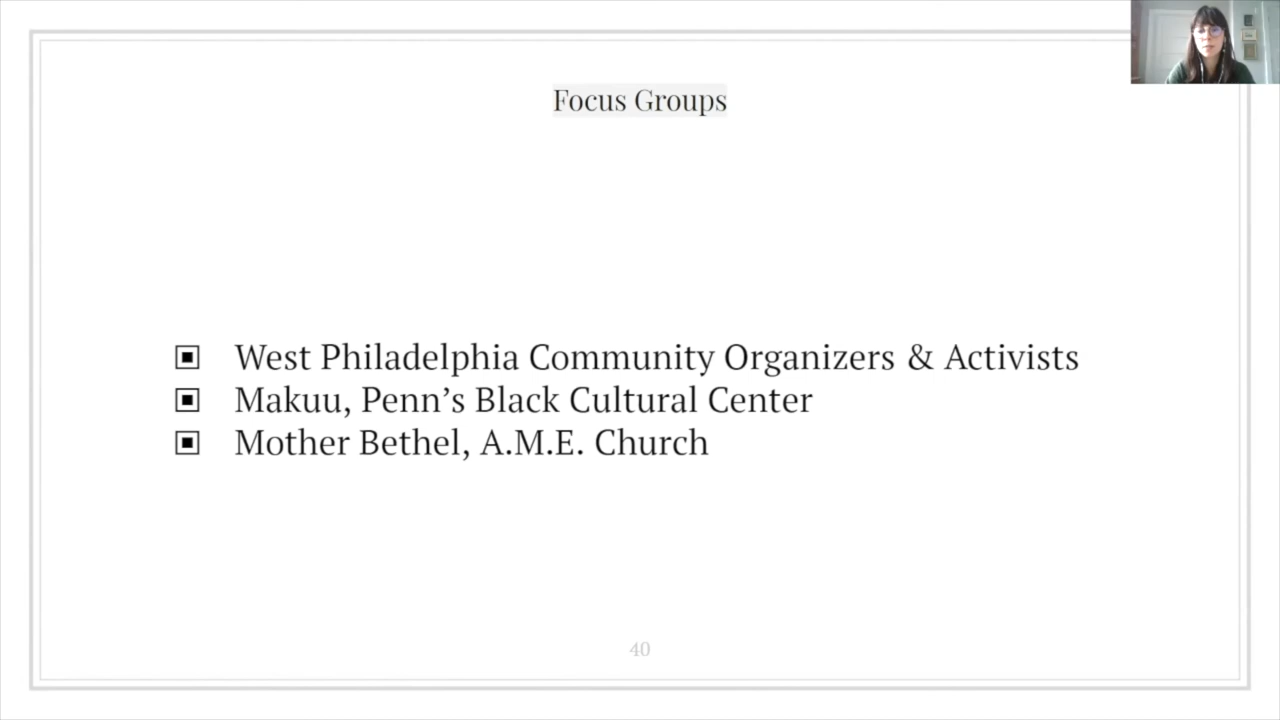 Focus Groups
West Philadelphia Community Organizers & Activists
Makuu, Penn’s Black Cultural Center
Mother Bethel, A.M.E. Church
40